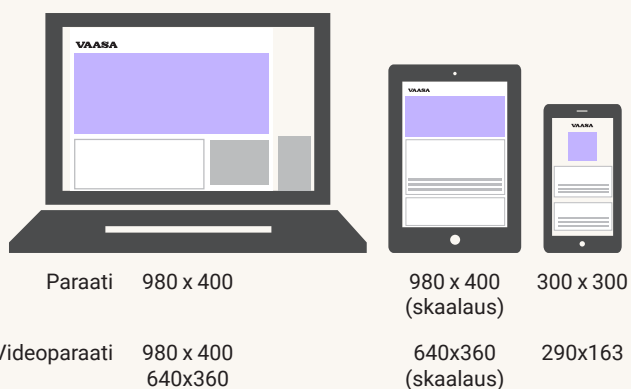 VAASA
VAASA
VAASA
Paraati 980 x 400 980 x 400 300 x 300
(skaalaus)
Videoparaati 980 x 400 640x360 290x163
640x360 (skaalaus)